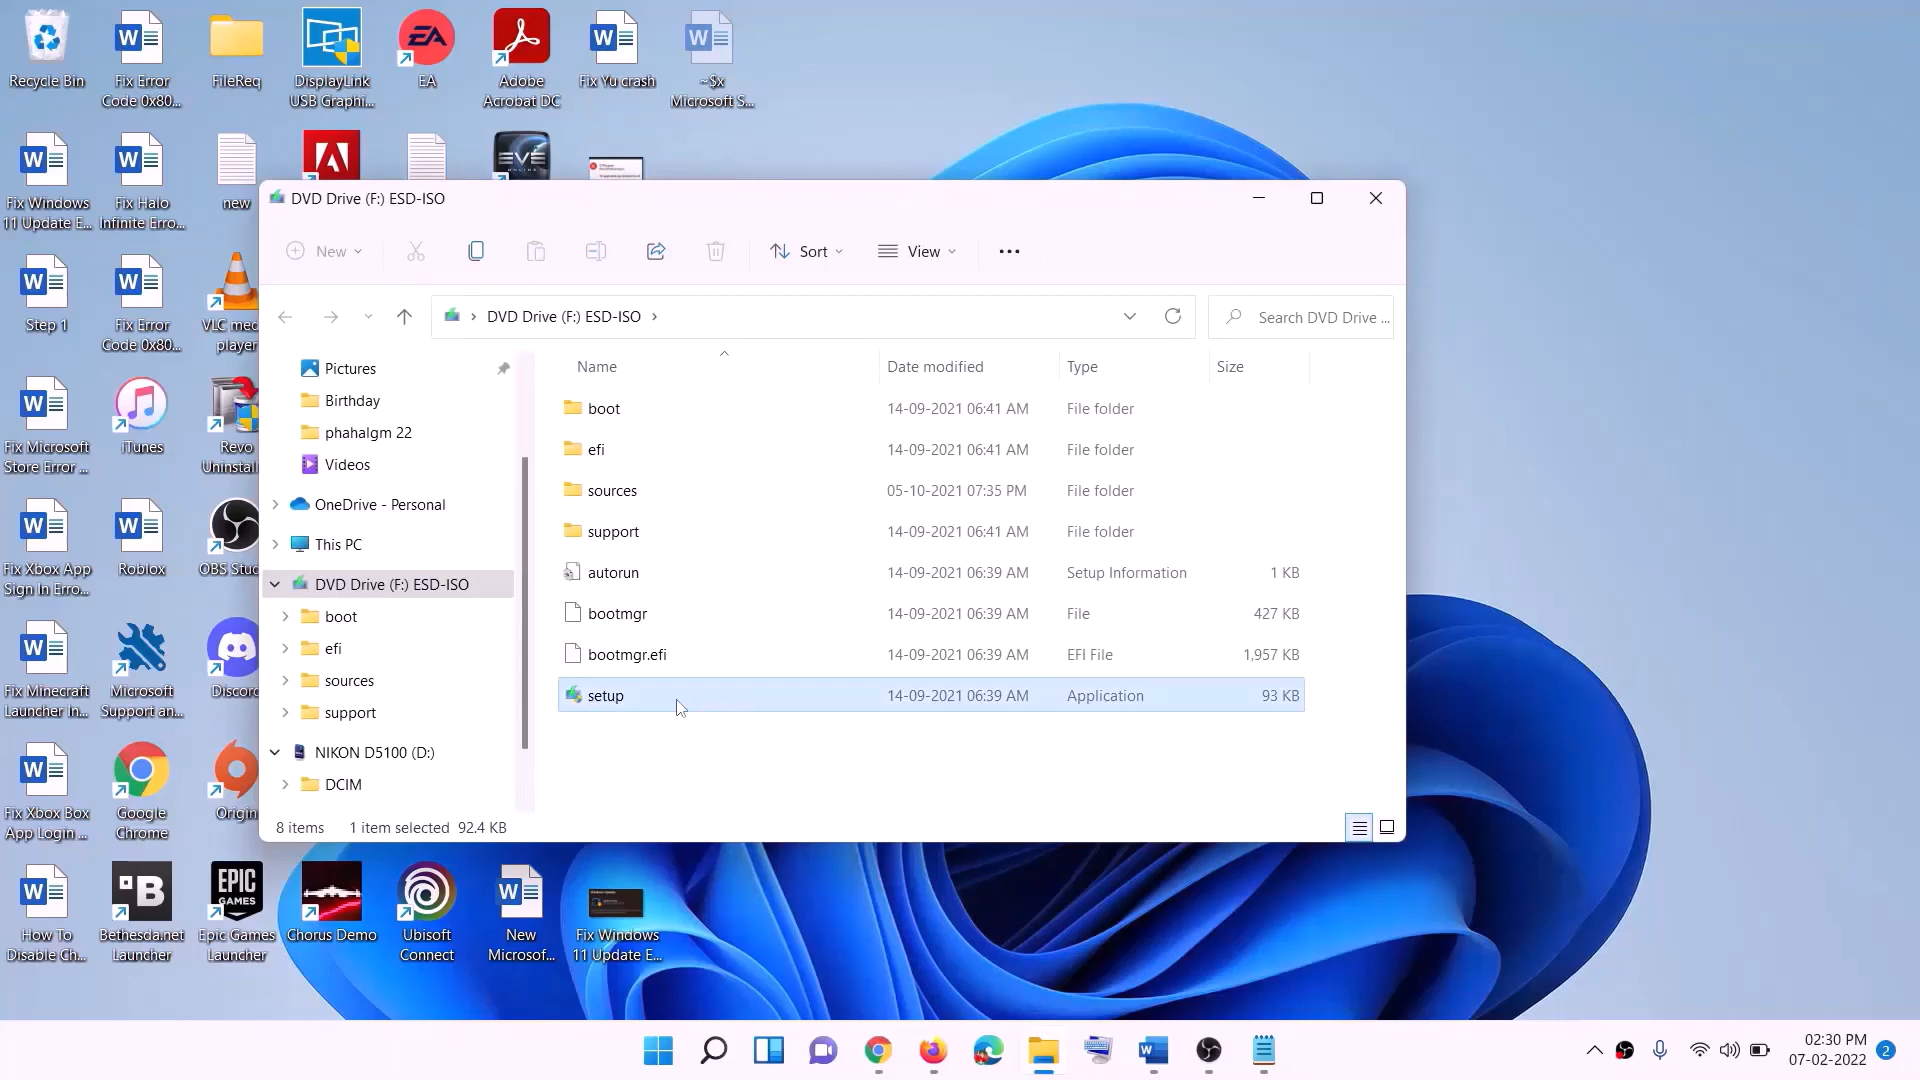 Recycle Bin
Fix Error
Code 0x80...
FileReq
DisplayLink
USB Graphi...
EA
Adobe
Acrobat DC
Fix Yu crash
~$x
Microsoft S...
Fix Windows
11 Update E...
Fix Halo
Infinite Erro...
new
EVE
ONLINE
Step 1
Fix Error
Code 0x80...
VLC med
player
Fix Microsoft
Store Error ...
iTunes
Revo
Uninstall
Fix Xbox App
Sign In Erro...
Roblox
OBS Stud
Fix Minecraft
Launcher In...
Microsoft
Support an...
Discord
Fix Xbox Box
App Login ...
Google
Chrome
Origin
How To
Disable Ch...
Bethesda.net
Launcher
EPIC
GAMES
Epic Games
Launcher
Chorus Demo
Ubisoft
Connect
New
Microsof...
Fix Windows
11 Update E...
DVD Drive (F:) ESD-ISO
New
Sort
View
DVD Drive (F:) ESD-ISO
Search DVD Drive ...
Pictures
Birthday
phahalgm 22
Videos
OneDrive - Personal
This PC
DVD Drive (F:) ESD-ISO
boot
efi
sources
support
NIKON D5100 (D:)
DCIM
Name Date modified Type Size
boot 14-09-2021 06:41 AM File folder
efi 14-09-2021 06:41 AM File folder
sources 05-10-2021 07:35 PM File folder
support 14-09-2021 06:41 AM File folder
autorun 14-09-2021 06:39 AM Setup Information 1 KB
bootmgr 14-09-2021 06:39 AM File 427 KB
bootmgr.efi 14-09-2021 06:39 AM EFI File 1,957 KB
setup 14-09-2021 06:39 AM Application 93 KB
8 items 1 item selected 92.4 KB
02:30 PM
07-02-2022
2